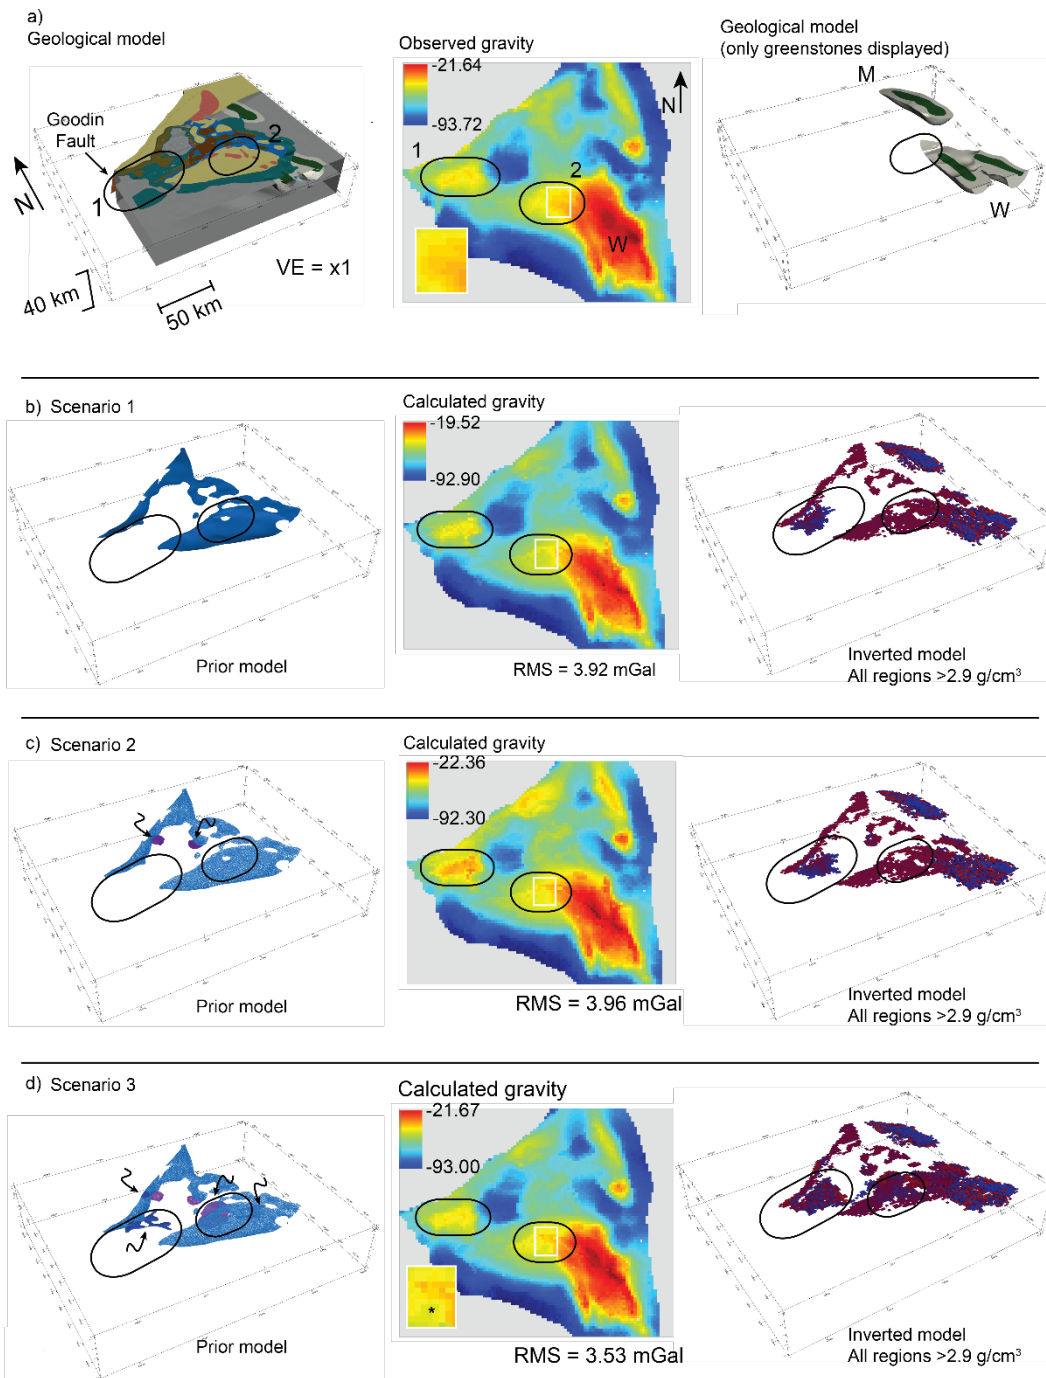 a)
Geological model
Observed gravity
Geological model
(only greenstones displayed)
Goodin
Fault
N
1
2
VE = x1
40 km
50 km
-21.64
-93.72
N
1
2
W
M
W
b) Scenario 1
Prior model
Calculated gravity
-19.52
-92.90
RMS = 3.92 mGal
Inverted model
All regions >2.9 g/cm³
c) Scenario 2
Prior model
Calculated gravity
-22.36
-92.30
RMS = 3.96 mGal
Inverted model
All regions >2.9 g/cm³
d) Scenario 3
Prior model
Calculated gravity
-21.67
-93.00
*
RMS = 3.53 mGal
Inverted model
All regions >2.9 g/cm³